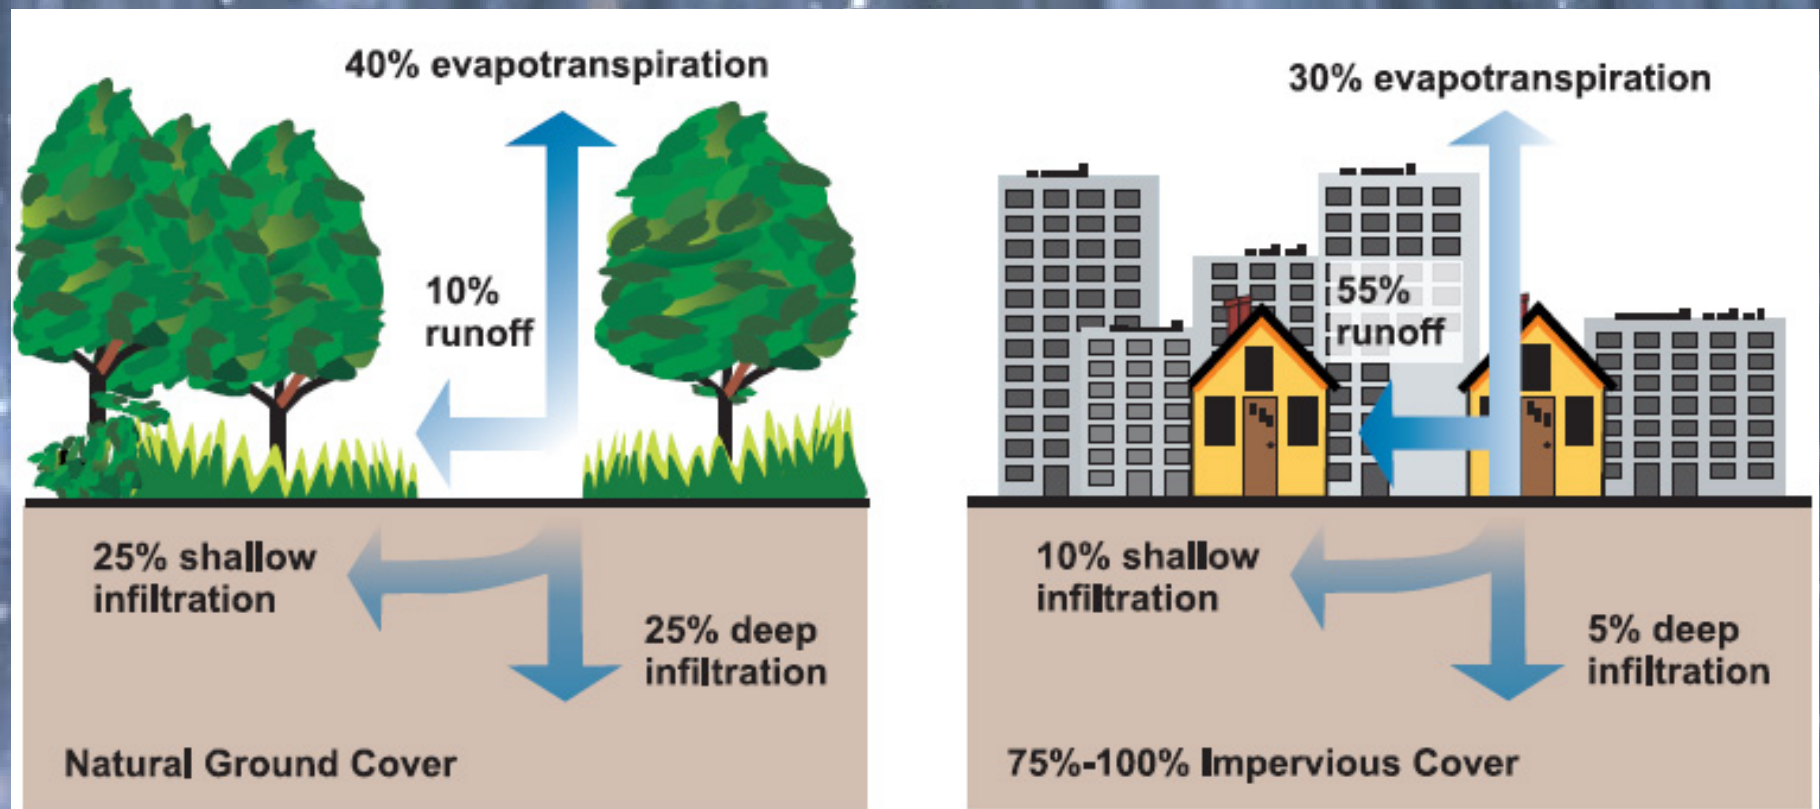 40% evapotranspiration
10%
runoff
25% shallow
infiltration
25% deep
infiltration
Natural Ground Cover
30% evapotranspiration
55%
runoff
10% shallow
infiltration
5% deep
infiltration
75%-100% Impervious Cover